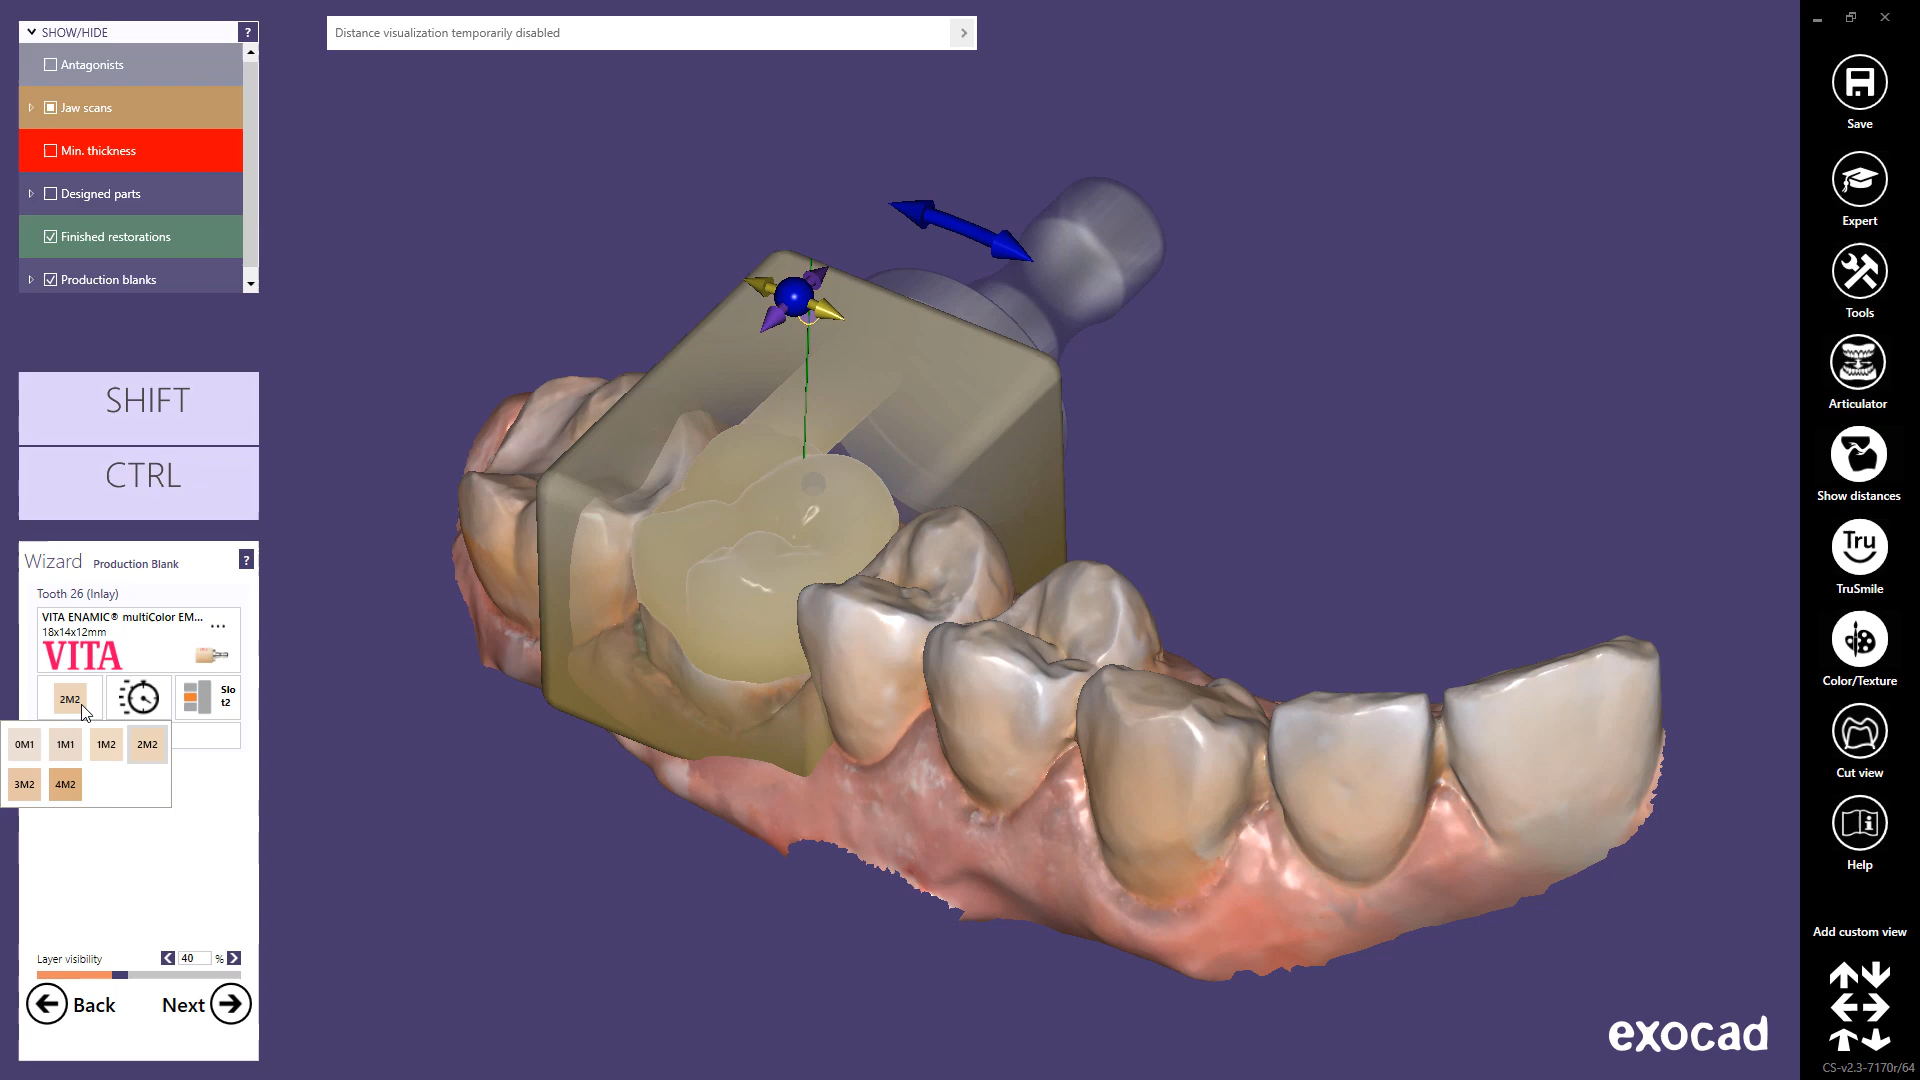 SHOW/HIDE
?
Antagonists
Jaw scans
Min. thickness
Designed parts
Finished restorations
Production blanks
Distance visualization temporarily disabled
SHIFT
CTRL
Wizard Production Blank
?
Tooth 26 (Inlay)
VITA ENAMIC® multiColor EM...
18x14x12mm
...
VITA
2M2
Slo
t2
0M1 1M1 1M2 2M2
3M2 4M2
Layer visibility 40 %
Back Next
Save
Expert
Tools
Articulator
Show distances
Tru
TruSmile
Color/Texture
Cut view
Help
Add custom view
exocad
CS-v2.3-7170r/64